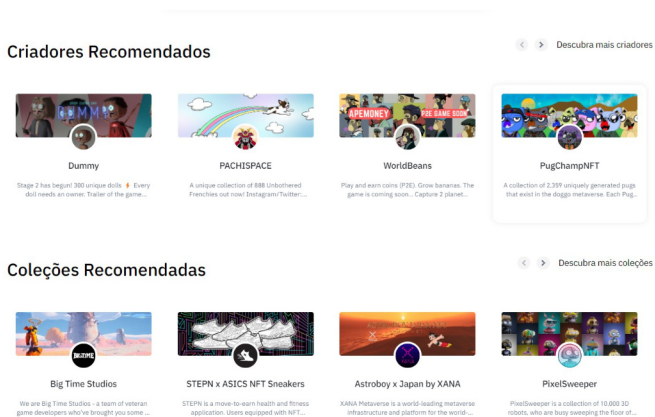 Criadores Recomendados
Descubra mais criadores
APEMONEY
P2E GAME SOON
Dummy
PACHISPACE
WorldBeans
PugChampNFT
Stage 2 has begun! 300 unique dolls ⚡ Every
doll needs an owner. Trailer of the game...
A unique collection of 888 Unbothered
Frenchies out now! Instagram/Twitter:...
Play and earn coins (P2E). Grow bananas. The
game is coming soon... Capture 2 planet...
A collection of 2,359 uniquely generated pugs
that exist in the doggo metaverse. Each Pug...
Coleções Recomendadas
Descubra mais coleções
BIGTIME
Big Time Studios
STEPN x ASICS NFT Sneakers
Astroboy x Japan by XANA
PixelSweeper
We are Big Time Studios - a team of veteran
game developers who've brought you some ...
STEPN is a move-to-earn health and fitness
application. Users equipped with NFT...
XANA Metaverse is a world-leading metaverse
infrastructure and platform for the world-...
PixelSweeper is a collection of 10.000 3D
robots, who are busy sweeping the floor of...